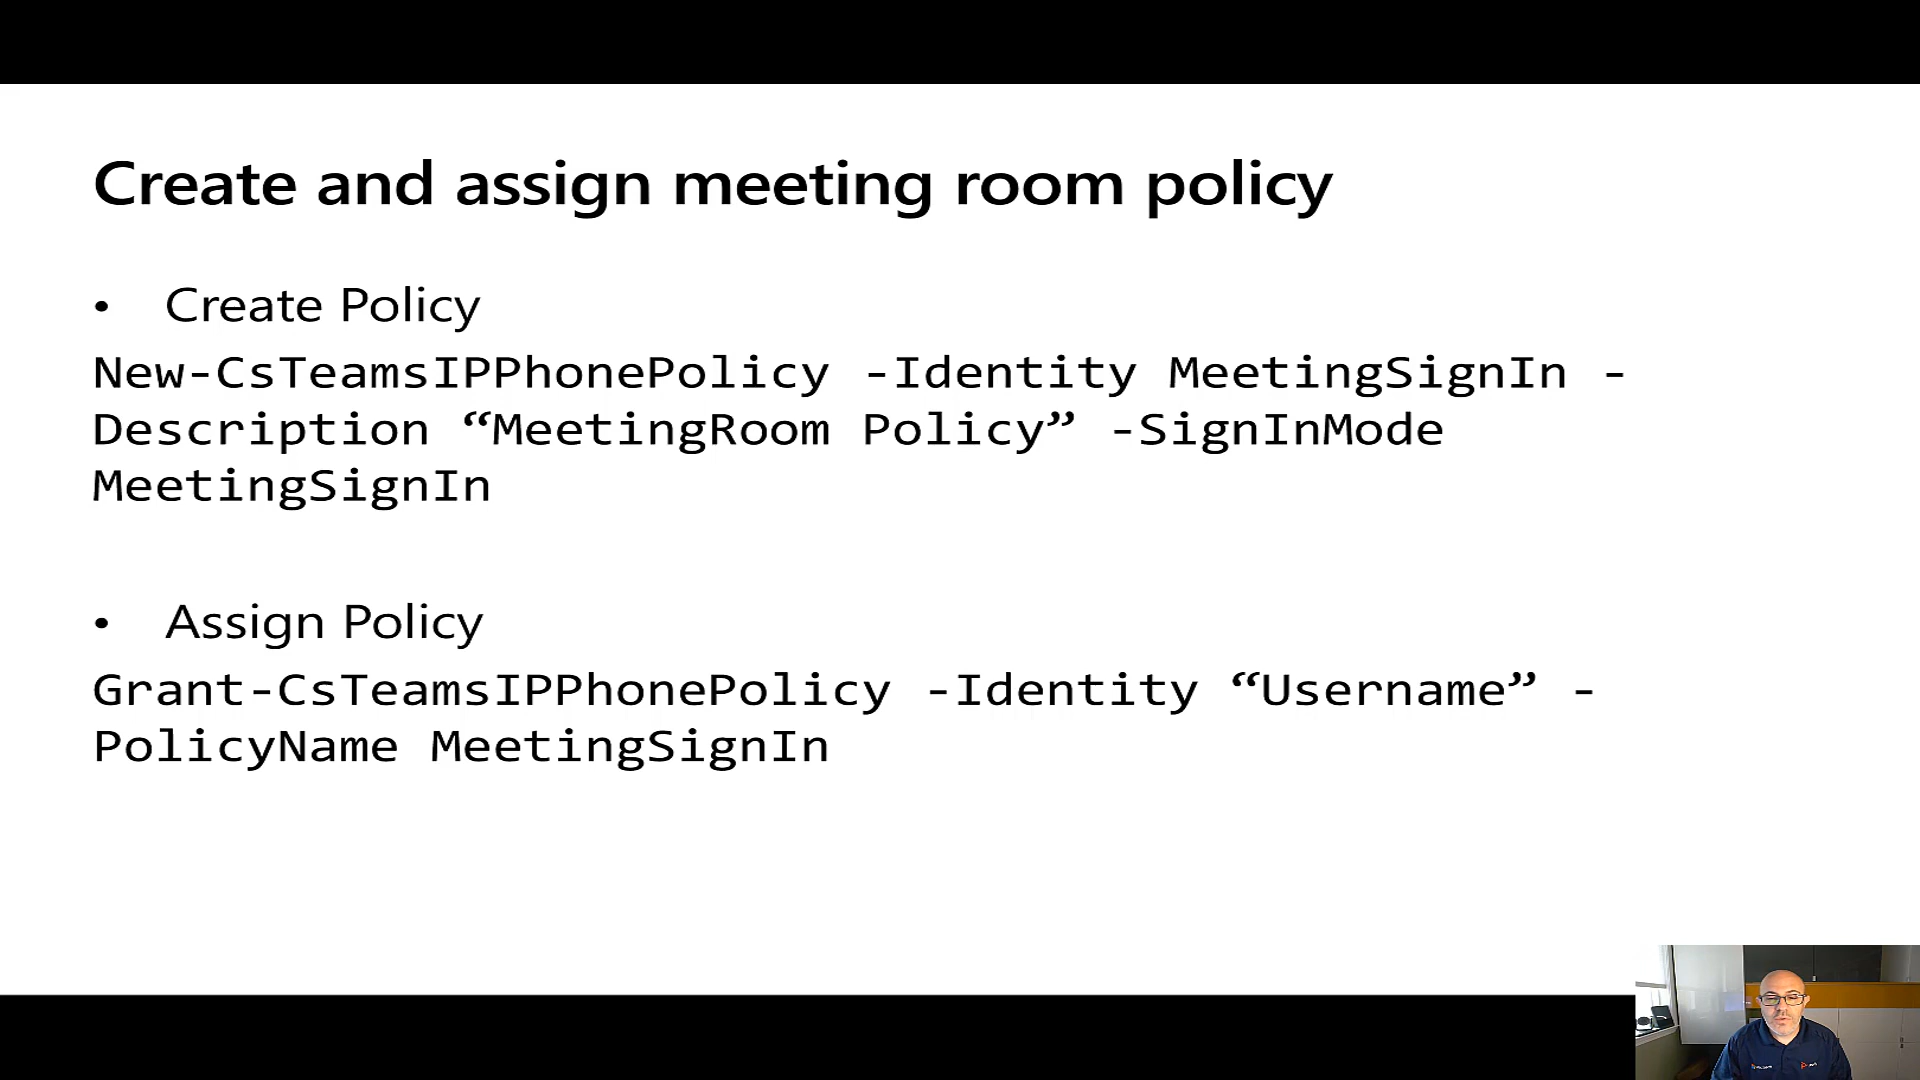 Create and assign meeting room policy
• Create Policy
New-CsTeamsIPPhonePolicy -Identity MeetingSignIn -
Description “MeetingRoom Policy” -SignInMode
MeetingSignIn
• Assign Policy
Grant-CsTeamsIPPhonePolicy -Identity “Username” -
PolicyName MeetingSignIn